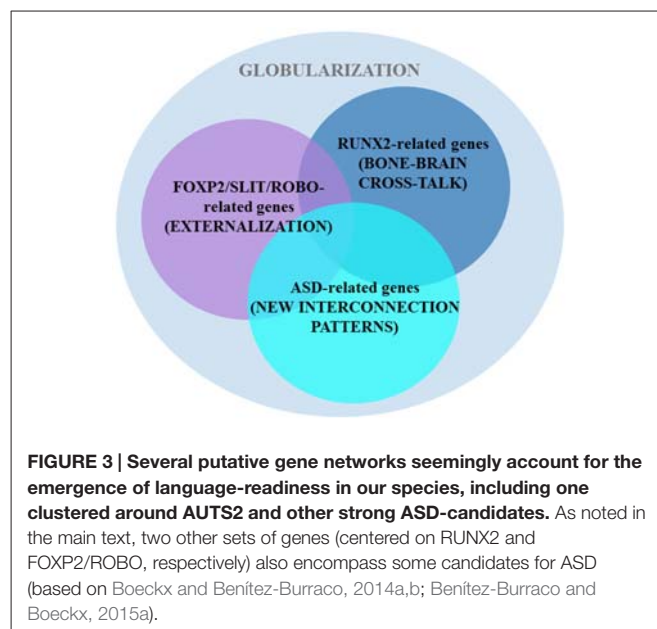 GLOBULARIZATION
RUNX2-related genes
(BONE-BRAIN
CROSS-TALK)
FOXP2/SLIT/ROBO-
related genes
(EXTERNALIZATION)
ASD-related genes
(NEW INTERCONNECTION
PATTERNS)
FIGURE 3 | Several putative gene networks seemingly account for the
emergence of language-readiness in our species, including one
clustered around AUTS2 and other strong ASD-candidates. As noted in
the main text, two other sets of genes (centered on RUNX2 and
FOXP2/ROBO, respectively) also encompass some candidates for ASD
(based on Boeckx and Benítez-Burraco, 2014a,b; Benítez-Burraco and
Boeckx, 2015a).